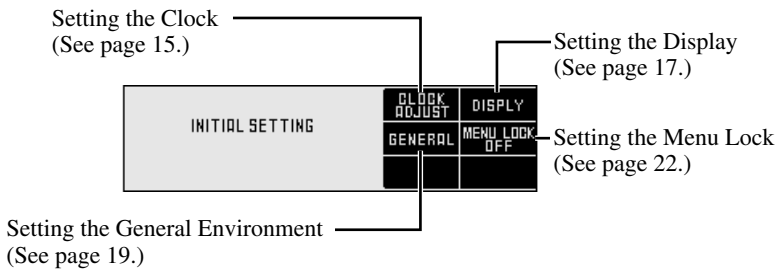 Setting the Clock
(See page 15.)
Setting the Display
(See page 17.)
INITIAL SETTING
CLOCK
ADJUST
DISPLY
GENERAL
MENU LOCK
OFF
Setting the Menu Lock
(See page 22.)
Setting the General Environment
(See page 19.)